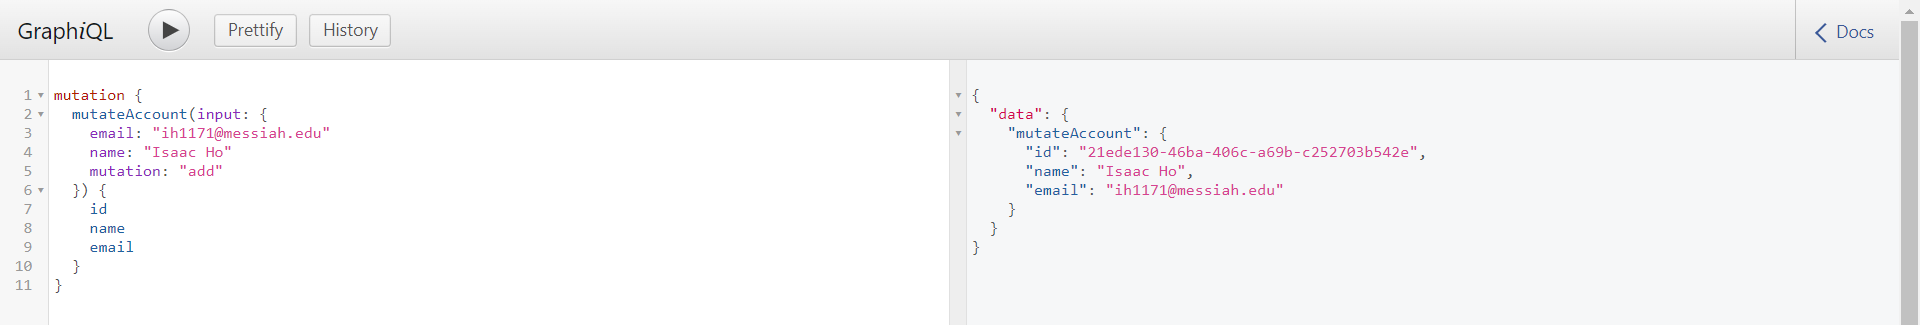 GraphiQL Prettify History Docs
1 mutation {
2 mutateAccount(input: {
3 email: "ih1171@messiah.edu"
4 name: "Isaac Ho"
5 mutation: "add"
6 }) {
7 id
8 name
9 email
10 }
11 }
{
"data": {
"mutateAccount": {
"id": "21ede130-46ba-406c-a69b-c252703b542e",
"name": "Isaac Ho",
"email": "ih1171@messiah.edu"
}
}
}